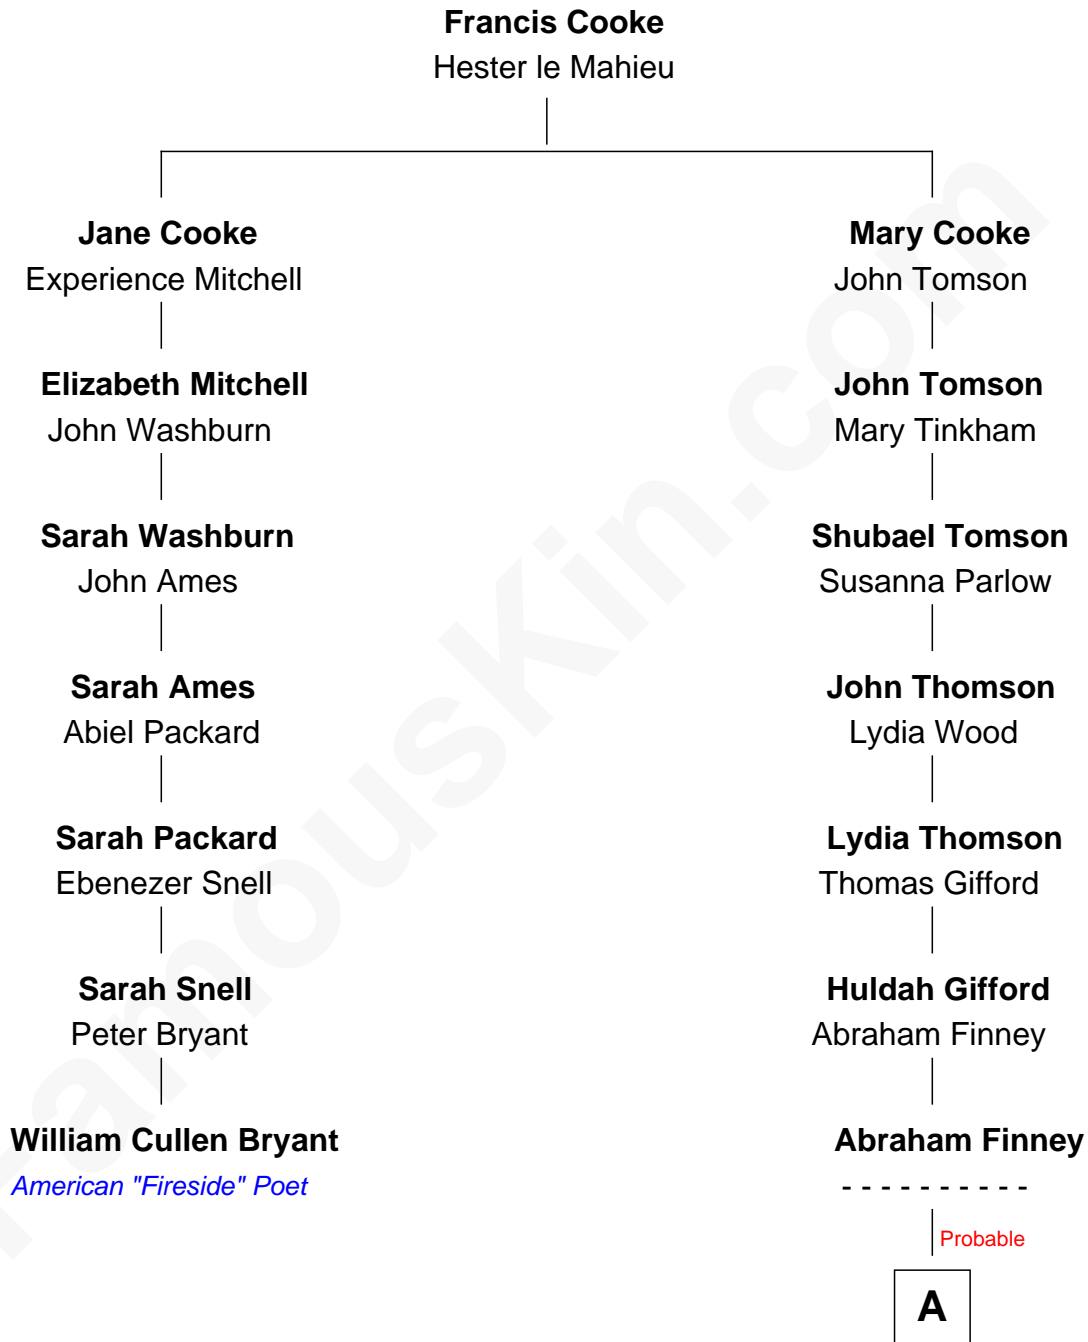 Francis Cooke
Hester le Mahieu
Jane Cooke
Experience Mitchell
Elizabeth Mitchell
John Washburn
Sarah Washburn
John Ames
Sarah Ames
Abiel Packard
Sarah Packard
Ebenezer Snell
Sarah Snell
Peter Bryant
William Cullen Bryant
American "Fireside" Poet
Mary Cooke
John Tomson
John Tomson
Mary Tinkham
Shubael Tomson
Susanna Parlow
John Thomson
Lydia Wood
Lydia Thomson
Thomas Gifford
Huldah Gifford
Abraham Finney
Abraham Finney
- - - - - - - - - -
Probable
A
FamousKin.com